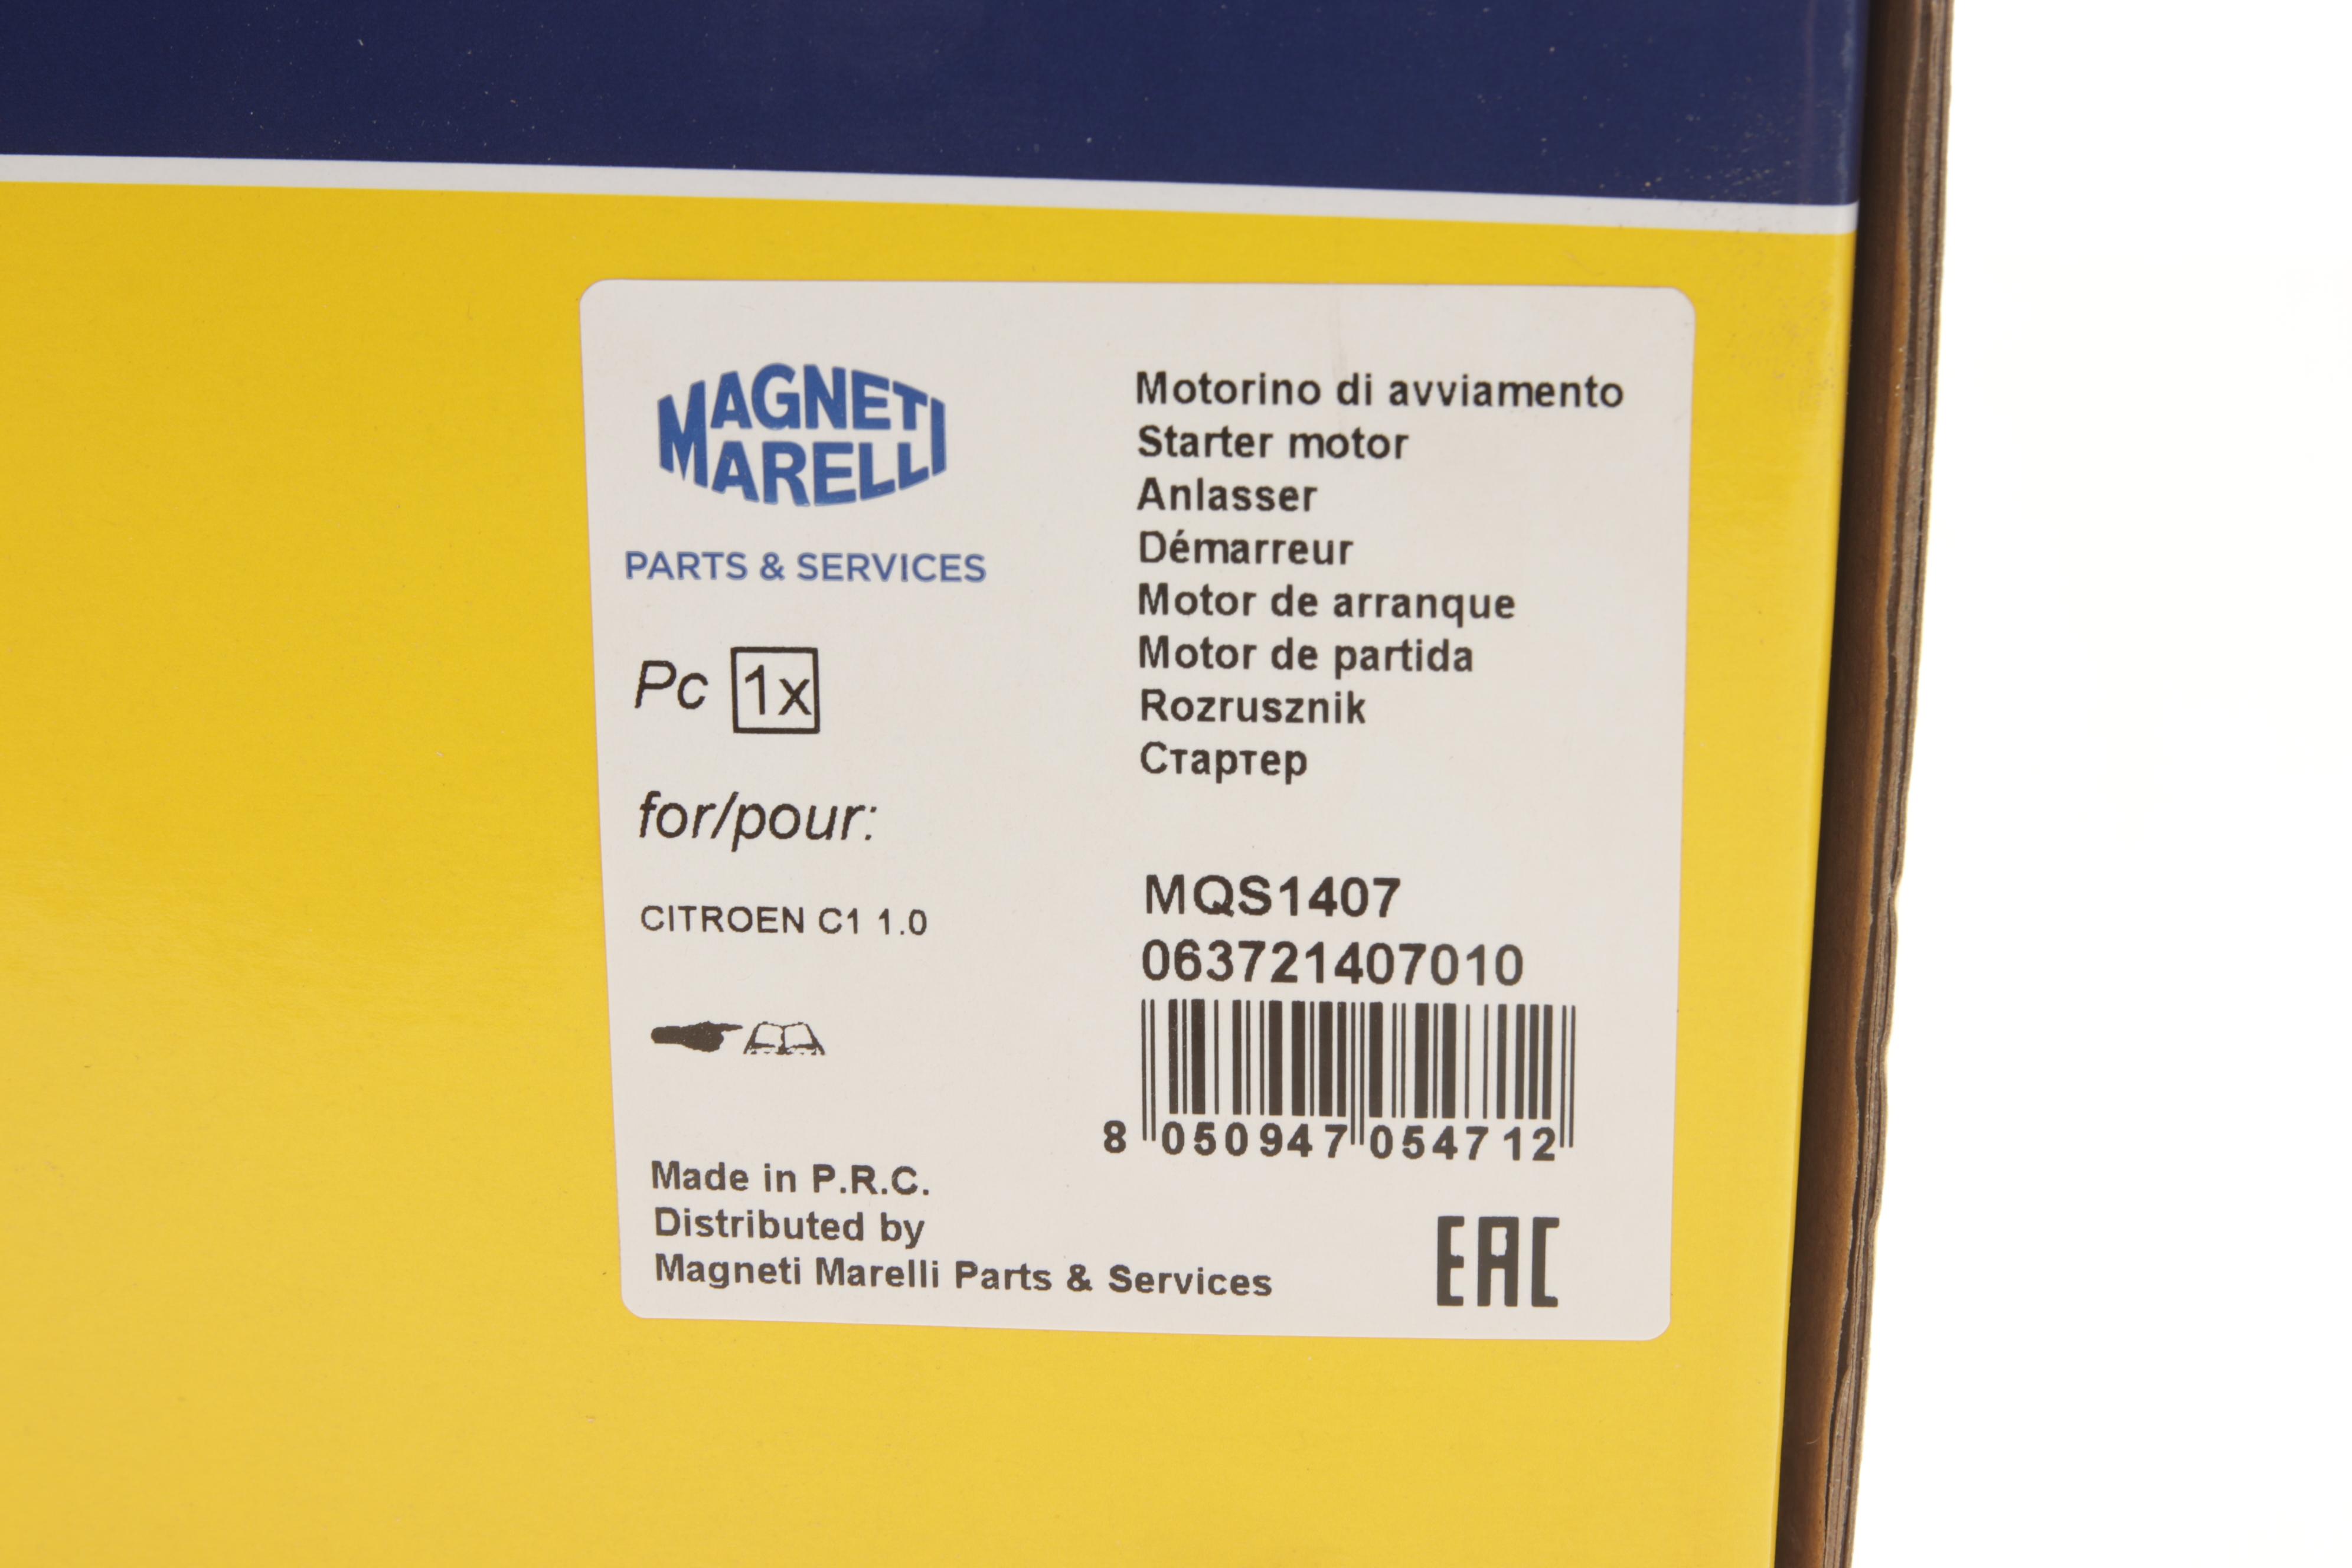 MAGNETI
MARELLI
PARTS & SERVICES
Pc 1x
for/pour:
CITROEN C1 1.0
Motorino di avviamento
Starter motor
Anlasser
Démarreur
Motor de arranque
Motor de partida
Rozrusznik
Стартер
MQS1407
063721407010
8 050947 054712
Made in P.R.C.
Distributed by
Magneti Marelli Parts & Services
EAC